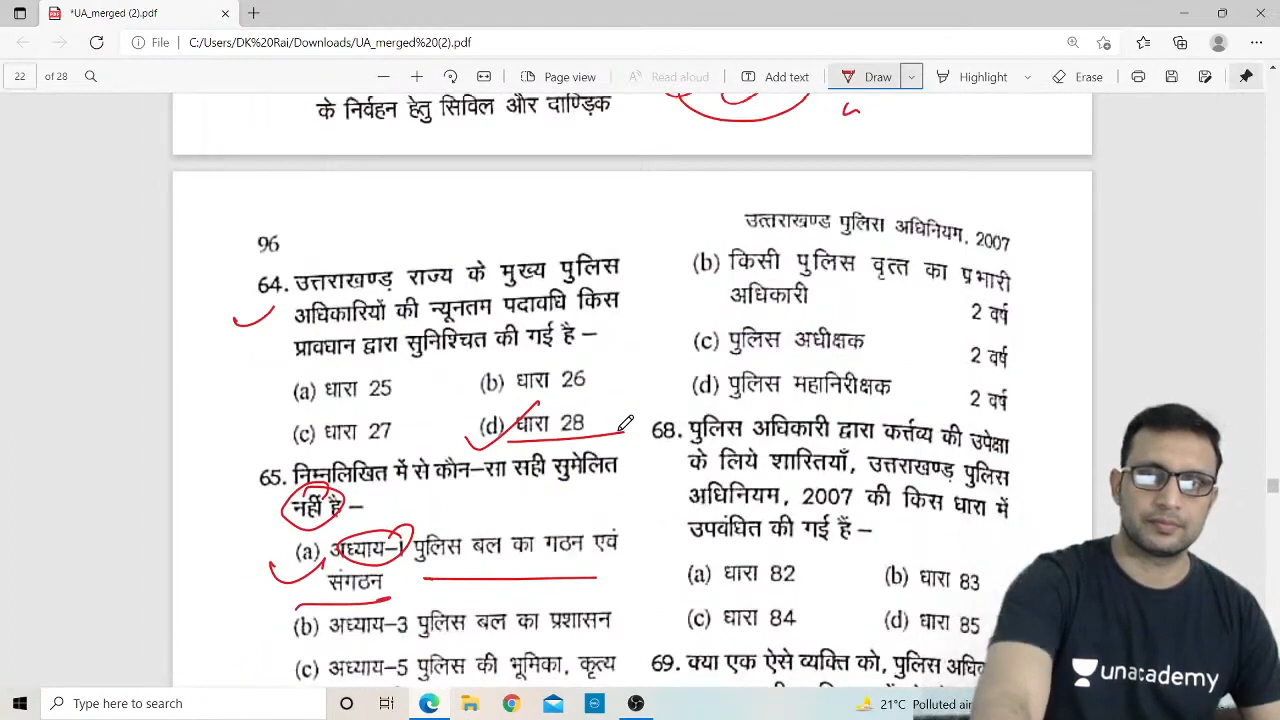 *UA_merged (2).pdf
File C:/Users/DK%20Rai/Downloads/UA_merged%20(2).pdf
22 of 28 Page view Read aloud Add text Draw Highlight Erase
के निर्वहन हेतु सिविल और दाण्ड़िक
96
64. उत्तराखण्ड़ राज्य के मुख्य पुलिस
अधिकारियों की न्यूनतम पदावधि किस
प्रावधान द्वारा सुनिश्चित की गई है –
(a) धारा 25 (b) धारा 26
(c) धारा 27 (d) धारा 28
65. निम्नलिखित में से कौन-सा सही सुमेलित
नहीं है –
(a) अध्याय-1 पुलिस बल का गठन एवं
संगठन
(b) अध्याय-3 पुलिस बल का प्रशासन
(c) अध्याय-5 पुलिस की भूमिका, कृत्य
उत्तराखण्ड पुलिस अधिनियम, 2007
(b) किसी पुलिस वृत्त का प्रभारी
अधिकारी
2 वर्ष
(c) पुलिस अधीक्षक
2 वर्ष
(d) पुलिस महानिरीक्षक
2 वर्ष
68. पुलिस अधिकारी द्वारा कर्त्तव्य की उपेक्षा
के लिये शास्तियाँ, उत्तराखण्ड़ पुलिस
अधिनियम, 2007 की किस धारा में
उपबंधित की गई हैं –
(a) धारा 82 (b) धारा 83
(c) धारा 84 (d) धारा 85
69. क्या एक ऐसे व्यक्ति को, पुलिस
unacademy
Type here to search
21°C Polluted air